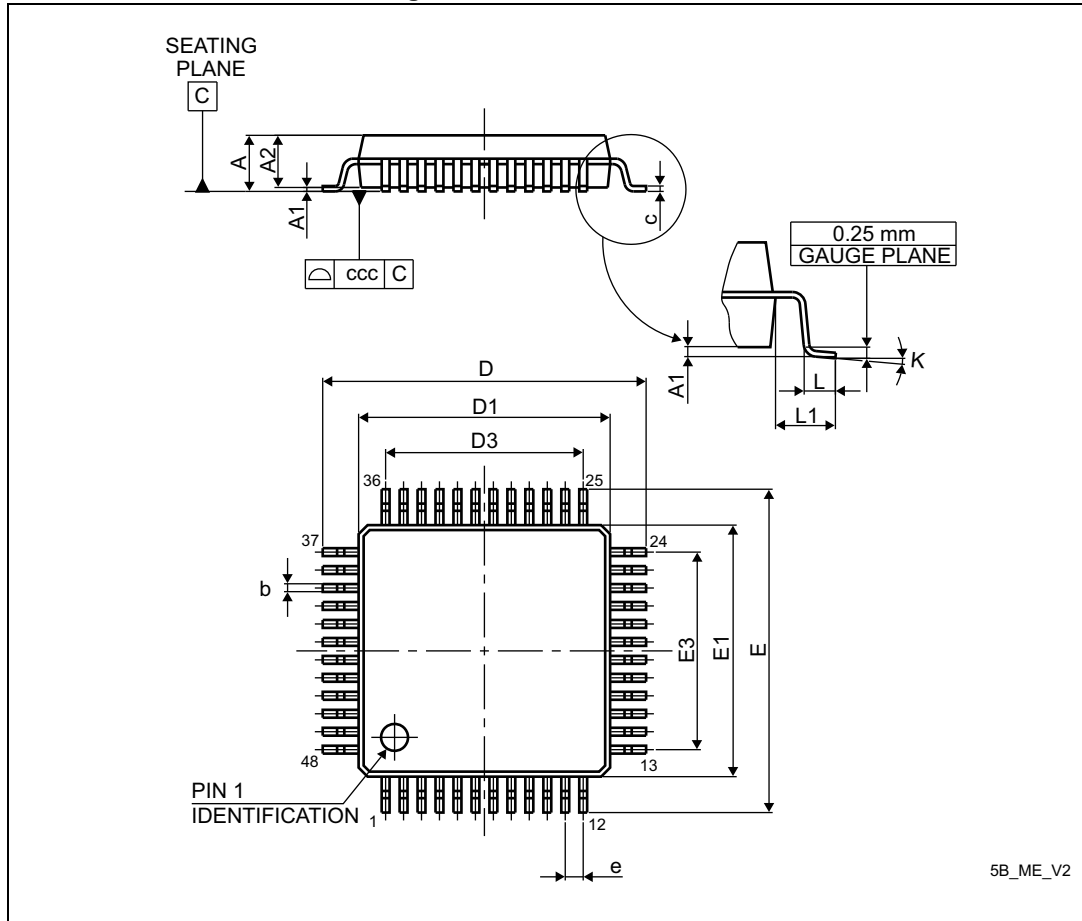 SEATING
PLANE
C
A
A2
A1
c
ccc C
0.25 mm
GAUGE PLANE
A1
K
L
L1
D
D1
D3
36
25
37
24
b
E3
E1
E
48
13
PIN 1
IDENTIFICATION
1
12
e
5B_ME_V2